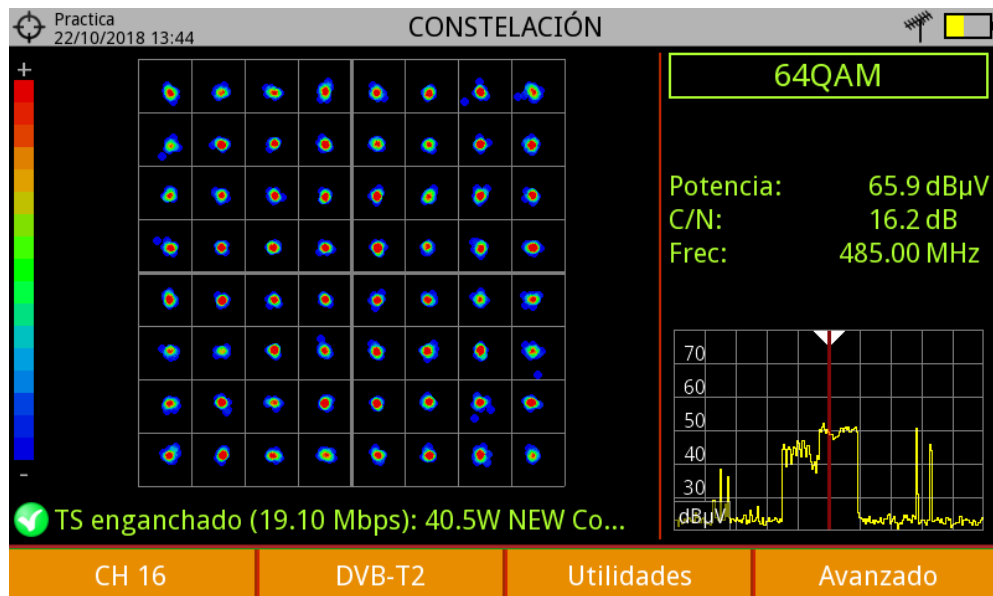 Practica
22/10/2018 13:44
CONSTELACIÓN
+
-
64QAM
Potencia: 65.9 dBµV
C/N: 16.2 dB
Frec: 485.00 MHz
70
60
50
40
30
dBµV
TS enganchado (19.10 Mbps): 40.5W NEW Co...
CH 16 DVB-T2 Utilidades Avanzado